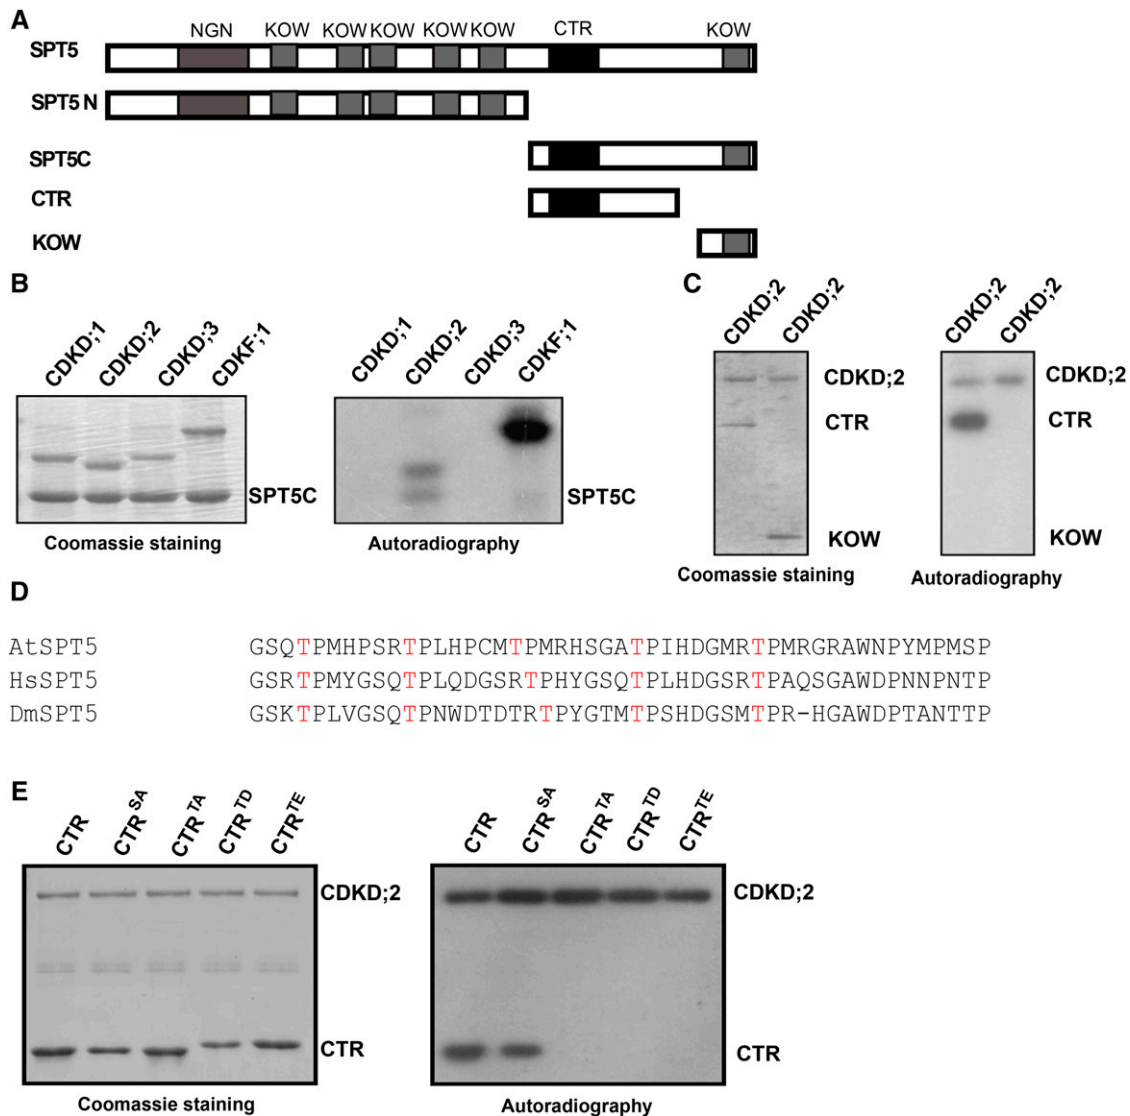 A
NGN KOW KOW KOW KOW KOW CTR KOW
SPT5
SPT5 N
SPT5C
CTR
KOW
B
CDKD;1 CDKD;2 CDKD;3 CDKF;1
CDKD;1 CDKD;2 CDKD;3 CDKF;1
SPT5C
SPT5C
Coomassie staining
Autoradiography
C
CDKD;2 CDKD;2
CDKD;2 CDKD;2
CDKD;2
CDKD;2
CTR
CTR
KOW
KOW
Coomassie staining
Autoradiography
D
AtSPT5 GSQTPMHPSRTPLHPCMTPMRHSGATPIHDGMRTPMRGRAWNPYMPMSP
HsSPT5 GSRTPMYGSQTPLQDGSRTPHYGSQTPLHDGSRTPAQSGAWDPNNPNTP
DmSPT5 GSKTPLVGSQTPNWDTDTRTPYGTMTPSHDGSMTPR-HGAWDPTANTTP
E
CTR CTR^SA CTR^TA CTR^TD CTR^TE
CTR CTR^SA CTR^TA CTR^TD CTR^TE
CDKD;2
CDKD;2
CTR
CTR
Coomassie staining
Autoradiography